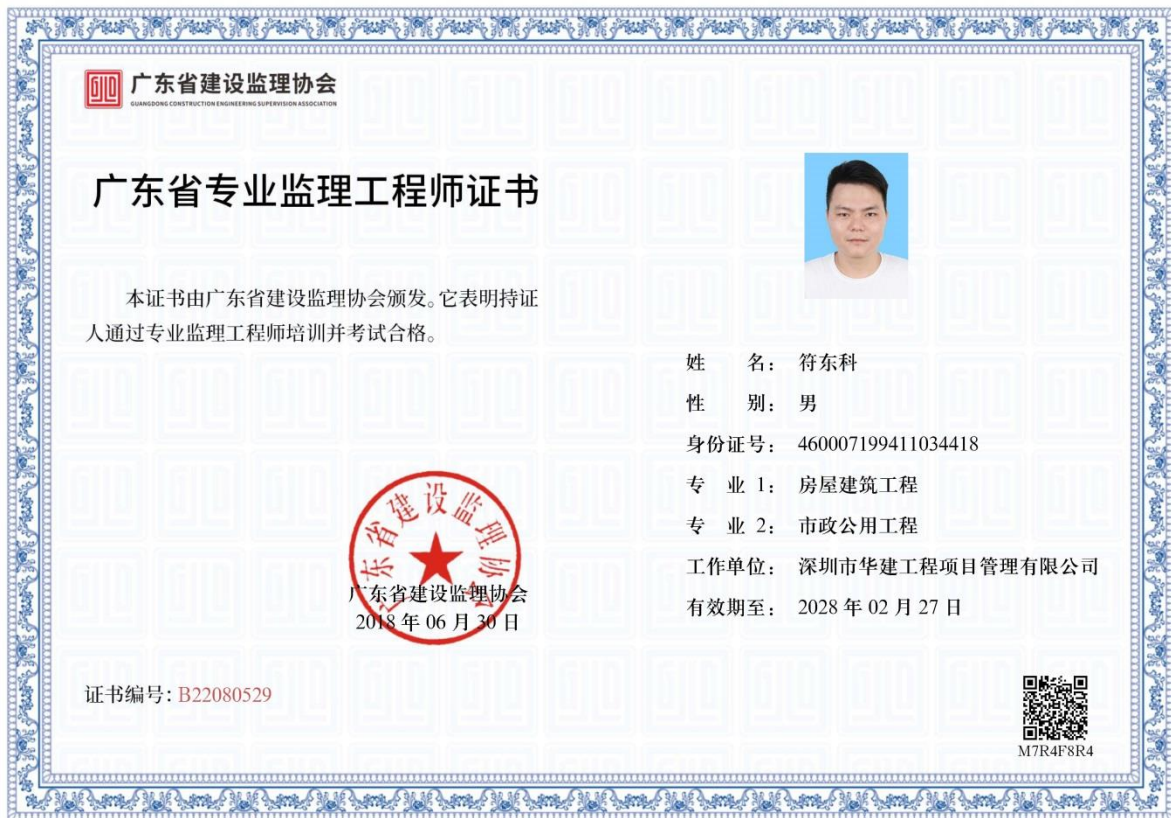 广东省建设监理协会
GUANGDONG CONSTRUCTION ENGINEERING SUPERVISION ASSOCIATION
广东省专业监理工程师证书
本证书由广东省建设监理协会颁发。它表明持证
人通过专业监理工程师培训并考试合格。
姓 名: 符东科
性 别: 男
身份证号: 460007199411034418
专 业 1: 房屋建筑工程
专 业 2: 市政公用工程
工作单位: 深圳市华建工程项目管理有限公司
有效期至: 2028 年 02 月 27 日
广东省建设监理协会
广东省建设监理协会
2018 年 06 月 30 日
证书编号: B22080529
M7R4F8R4